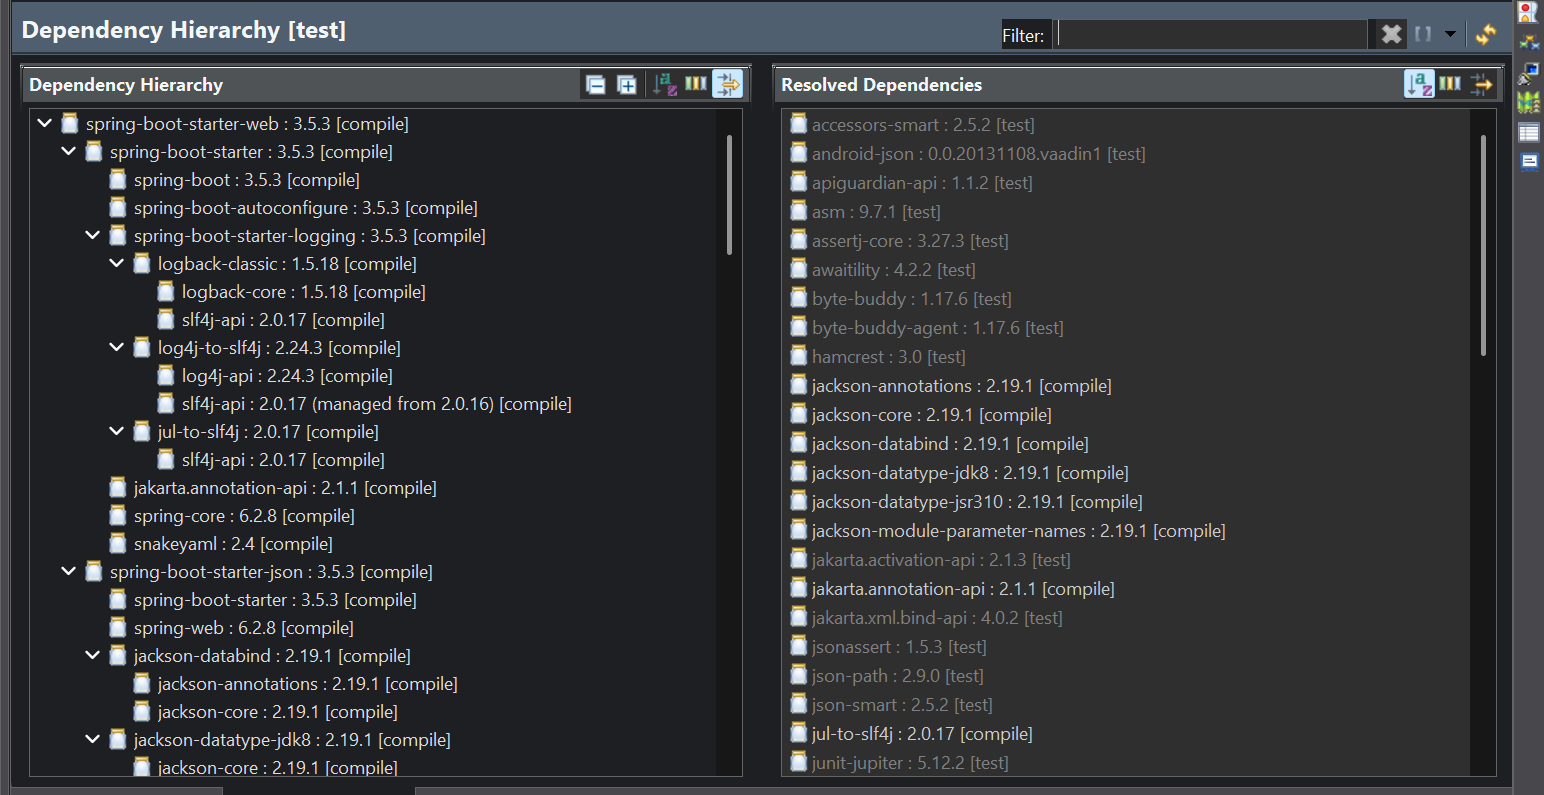 Dependency Hierarchy [test]
Filter:
Dependency Hierarchy
spring-boot-starter-web : 3.5.3 [compile]
spring-boot-starter : 3.5.3 [compile]
spring-boot : 3.5.3 [compile]
spring-boot-autoconfigure : 3.5.3 [compile]
spring-boot-starter-logging : 3.5.3 [compile]
logback-classic : 1.5.18 [compile]
logback-core : 1.5.18 [compile]
slf4j-api : 2.0.17 [compile]
log4j-to-slf4j : 2.24.3 [compile]
log4j-api : 2.24.3 [compile]
slf4j-api : 2.0.17 (managed from 2.0.16) [compile]
jul-to-slf4j : 2.0.17 [compile]
slf4j-api : 2.0.17 [compile]
jakarta.annotation-api : 2.1.1 [compile]
spring-core : 6.2.8 [compile]
snakeyaml : 2.4 [compile]
spring-boot-starter-json : 3.5.3 [compile]
spring-boot-starter : 3.5.3 [compile]
spring-web : 6.2.8 [compile]
jackson-databind : 2.19.1 [compile]
jackson-annotations : 2.19.1 [compile]
jackson-core : 2.19.1 [compile]
jackson-datatype-jdk8 : 2.19.1 [compile]
jackson-core : 2.19.1 [compile]
Resolved Dependencies
accessors-smart : 2.5.2 [test]
android-json : 0.0.20131108.vaadin1 [test]
apiguardian-api : 1.1.2 [test]
asm : 9.7.1 [test]
assertj-core : 3.27.3 [test]
awaitility : 4.2.2 [test]
byte-buddy : 1.17.6 [test]
byte-buddy-agent : 1.17.6 [test]
hamcrest : 3.0 [test]
jackson-annotations : 2.19.1 [compile]
jackson-core : 2.19.1 [compile]
jackson-databind : 2.19.1 [compile]
jackson-datatype-jdk8 : 2.19.1 [compile]
jackson-datatype-jsr310 : 2.19.1 [compile]
jackson-module-parameter-names : 2.19.1 [compile]
jakarta.activation-api : 2.1.3 [test]
jakarta.annotation-api : 2.1.1 [compile]
jakarta.xml.bind-api : 4.0.2 [test]
jsonassert : 1.5.3 [test]
json-path : 2.9.0 [test]
json-smart : 2.5.2 [test]
jul-to-slf4j : 2.0.17 [compile]
junit-jupiter : 5.12.2 [test]